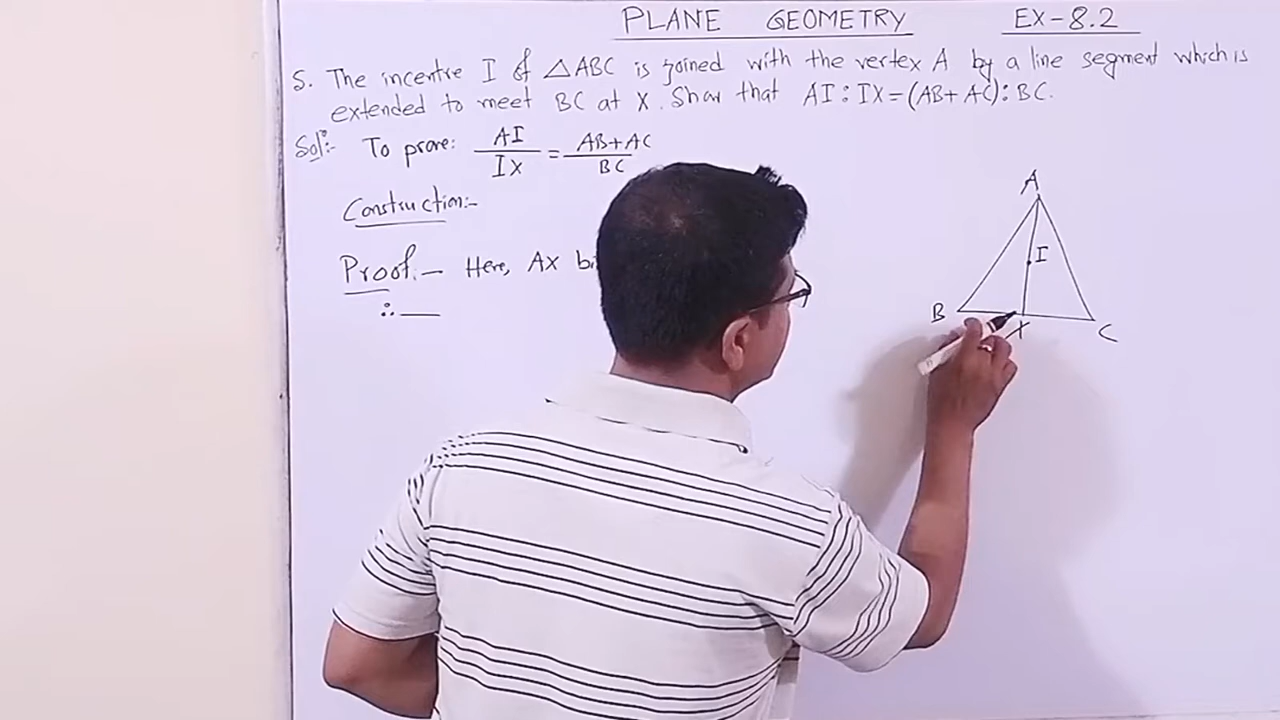 PLANE GEOMETRY EX-8.2
5. The incentre I of △ABC is joined with the vertex A by a line segment which is
extended to meet BC at X. Show that AI : IX = (AB + AC) : BC.
Sol:- To prove: AI/IX = AB+AC/BC
Construction:-
Proof:- Here, AX bi
∴
A
I
B X C